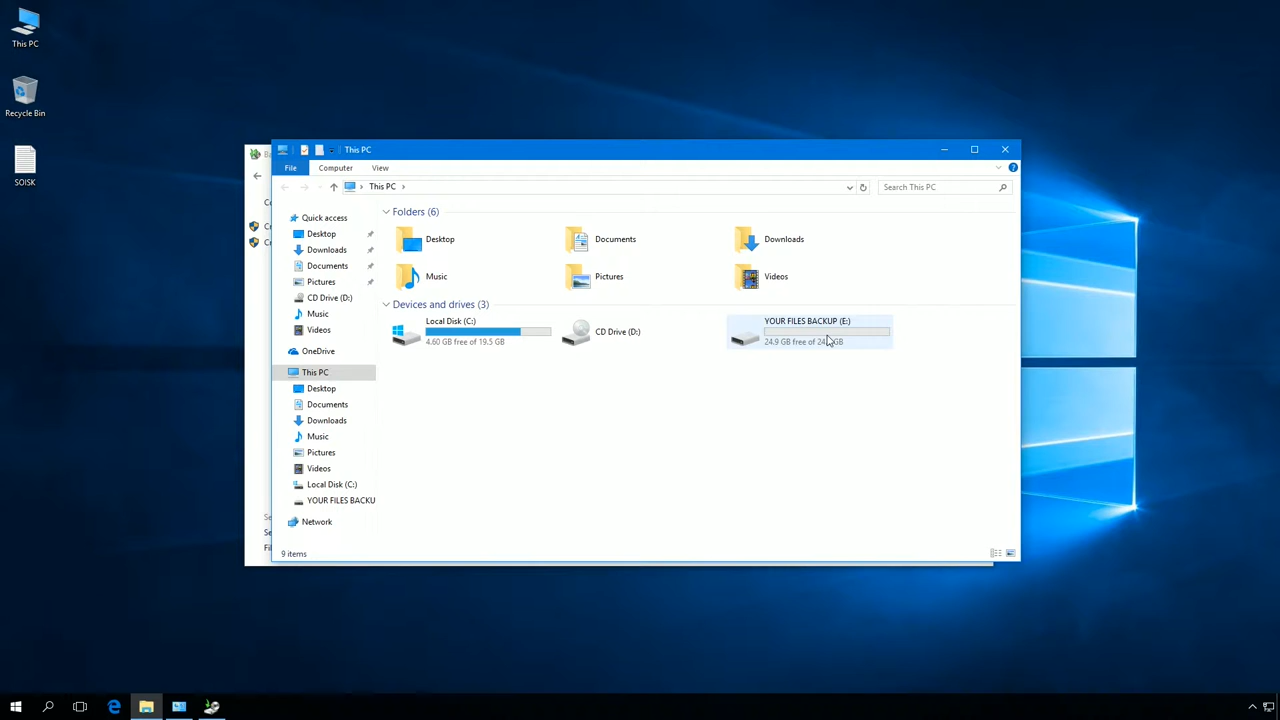 This PC
Recycle Bin
SOISK
This PC
File
Computer
View
This PC
Search This PC
Quick access
Desktop
Downloads
Documents
Pictures
CD Drive (D:)
Music
Videos
OneDrive
This PC
Desktop
Documents
Downloads
Music
Pictures
Videos
Local Disk (C:)
YOUR FILES BACKU
Network
Folders (6)
Desktop
Documents
Downloads
Music
Pictures
Videos
Devices and drives (3)
Local Disk (C:)
4.60 GB free of 19.5 GB
CD Drive (D:)
YOUR FILES BACKUP (E:)
24.9 GB free of GB
9 items